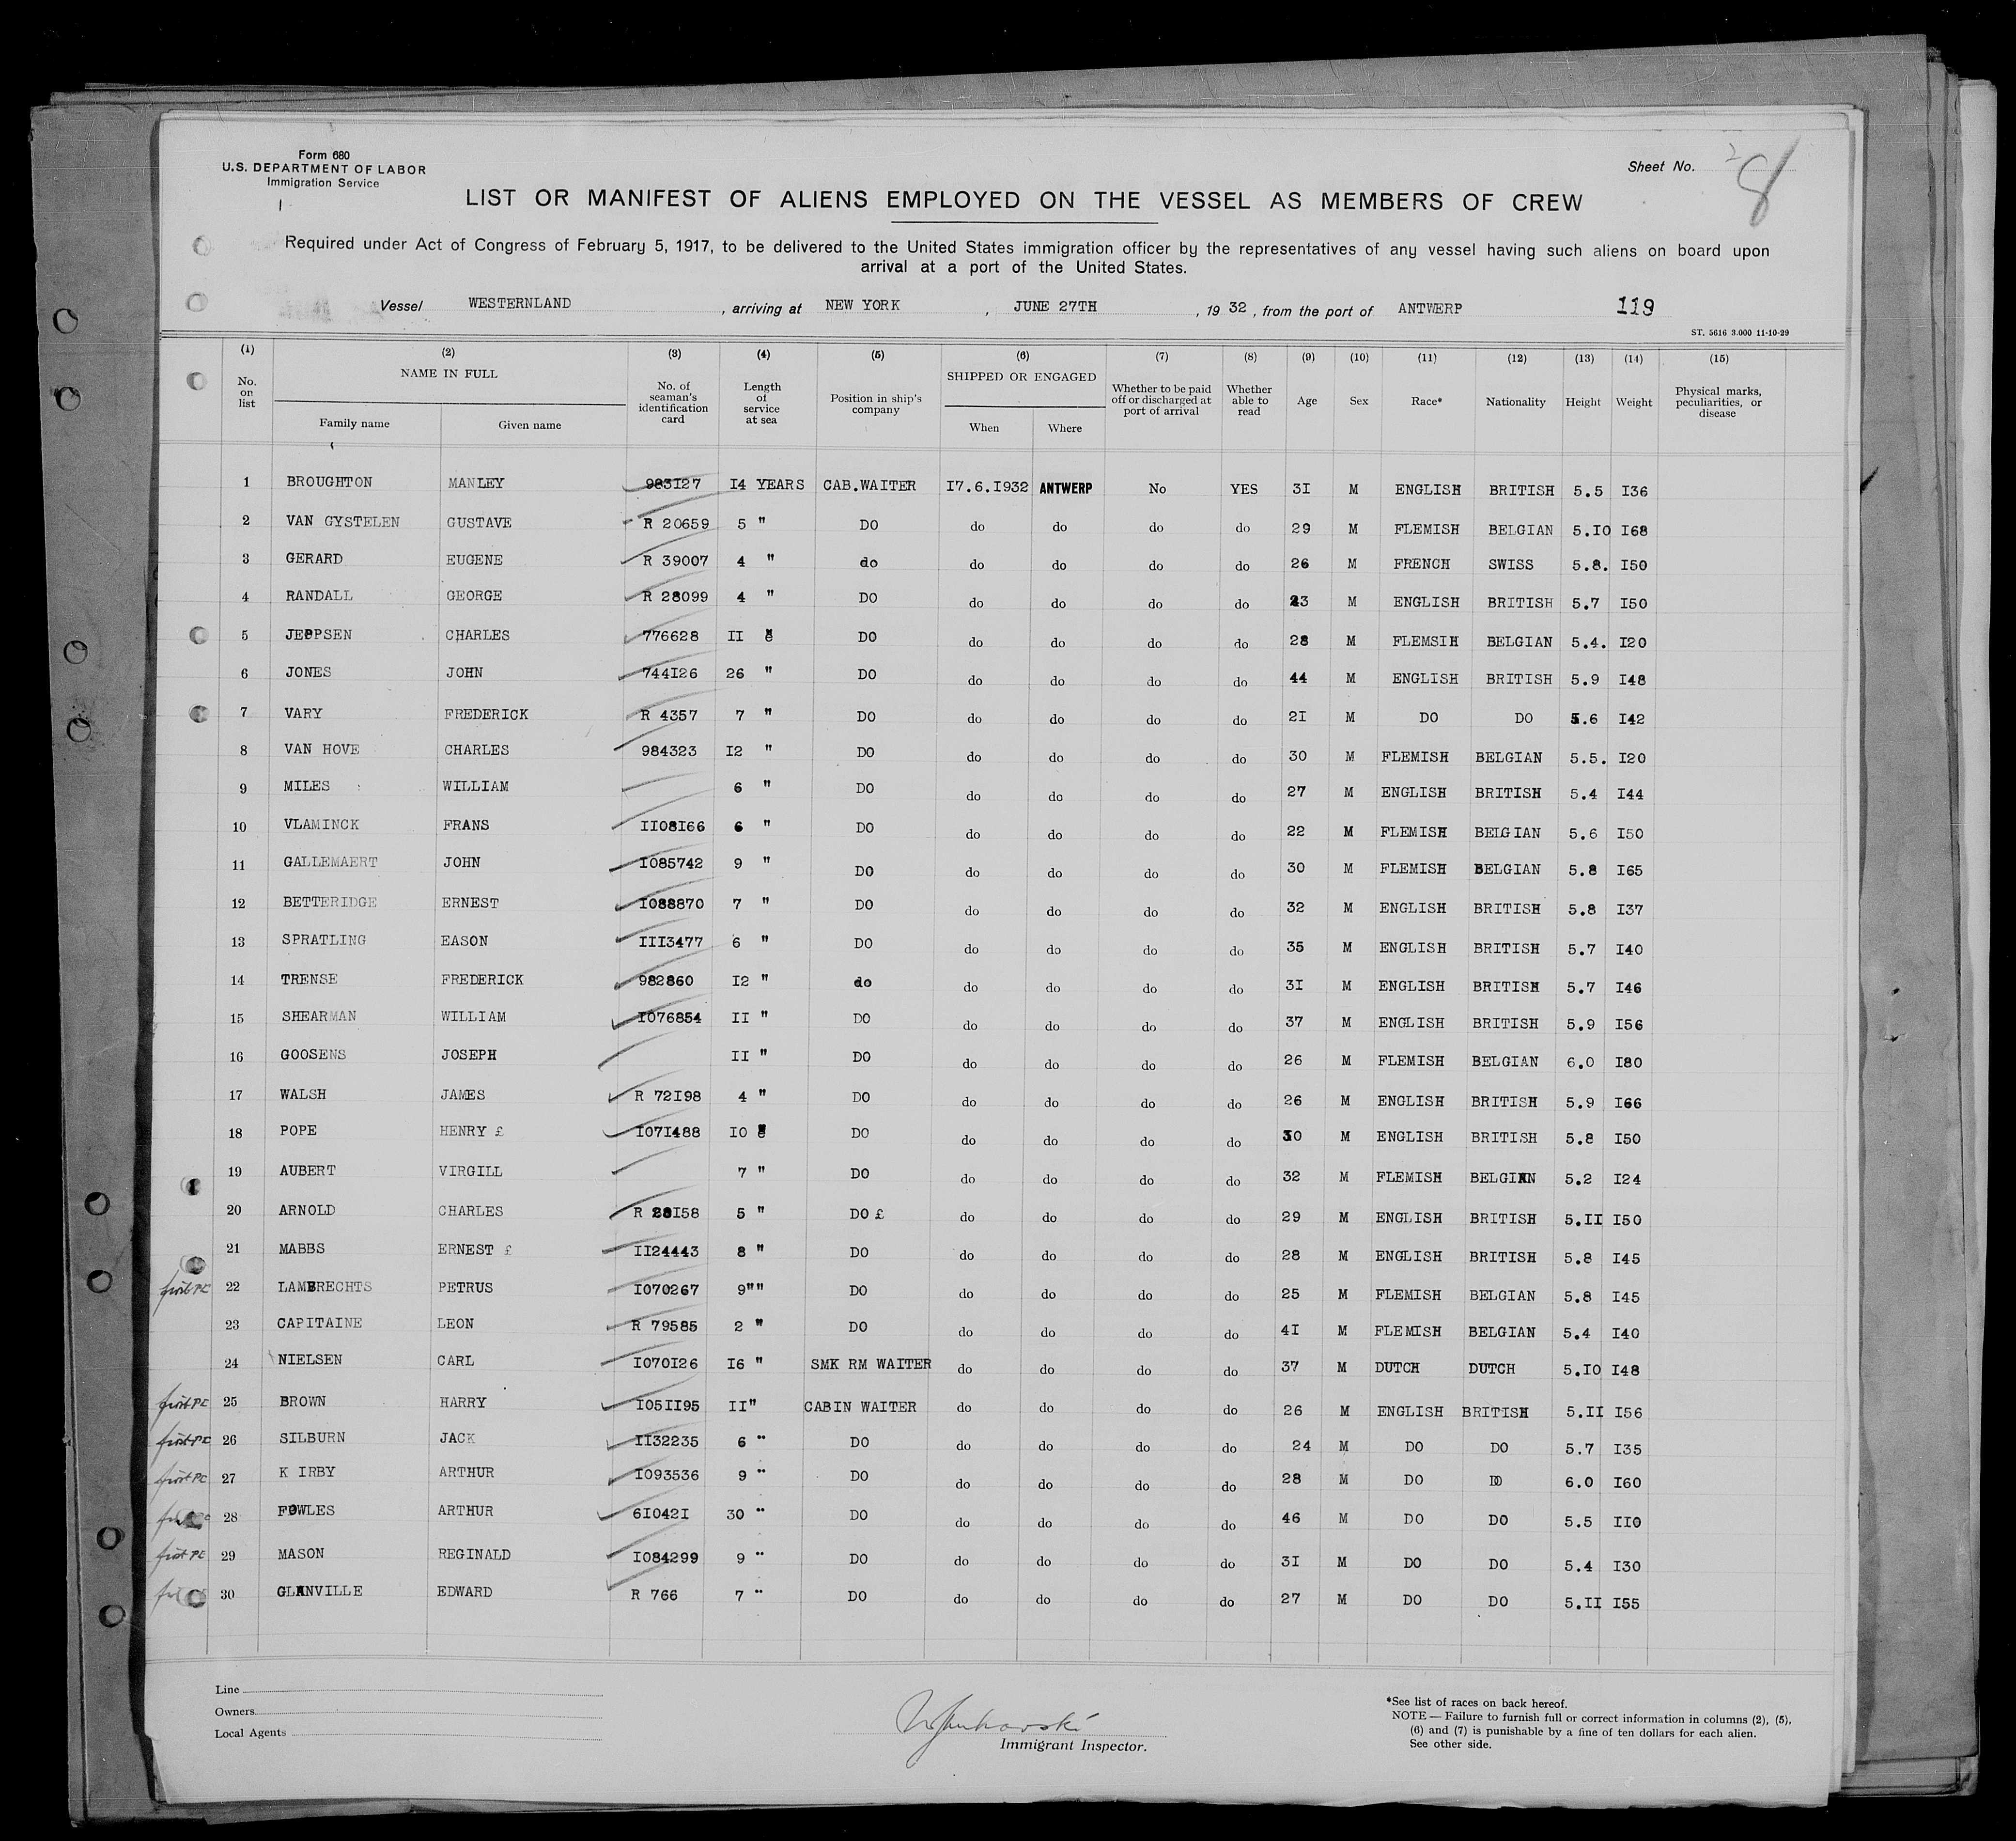 Form 680
U.S. DEPARTMENT OF LABOR
Immigration Service
Sheet No. 8
LIST OR MANIFEST OF ALIENS EMPLOYED ON THE VESSEL AS MEMBERS OF CREW
Required under Act of Congress of February 5, 1917, to be delivered to the United States immigration officer by the representatives of any vessel having such aliens on board upon
arrival at a port of the United States.
Vessel WESTERNLAND , arriving at NEW YORK , JUNE 27TH , 19 32 , from the port of ANTWERP 119
ST. 5616 3.000 11-10-29
(1) (2) (3) (4) (5) (6) (7) (8) (9) (10) (11) (12) (13) (14) (15)
No. on list NAME IN FULL Family name Given name No. of seaman's identification card Length of service at sea Position in ship's company SHIPPED OR ENGAGED When Where Whether to be paid off or discharged at port of arrival Whether able to read Age Sex Race* Nationality Height Weight Physical marks, peculiarities, or disease
1 BROUGHTON MANLEY 983I27 I4 YEARS CAB.WAITER I7.6.I932 ANTWERP No YES 3I M ENGLISH BRITISH 5.5 I36
2 VAN GYSTELEN GUSTAVE R 20659 5 " DO do do do do 29 M FLEMISH BELGIAN 5.I0 I68
3 GERARD EUGENE R 39007 4 " do do do do do 26 M FRENCH SWISS 5.8. I50
4 RANDALL GEORGE R 28099 4 " DO do do do do 23 M ENGLISH BRITISH 5.7 I50
5 JEPPSEN CHARLES 776628 II " DO do do do do 28 M FLEMSIH BELGIAN 5.4. I20
6 JONES JOHN 744I26 26 " DO do do do do 44 M ENGLISH BRITISH 5.9 I48
7 VARY FREDERICK R 4357 7 " DO do do do do 2I M DO DO 5.6 I42
8 VAN HOVE CHARLES 984323 I2 " DO do do do do 30 M FLEMISH BELGIAN 5.5. I20
9 MILES WILLIAM 6 " DO do do do do 27 M ENGLISH BRITISH 5.4 I44
10 VLAMINCK FRANS II08I66 6 " DO do do do do 22 M FLEMISH BELGIAN 5.6 I50
11 GALLEMAERT JOHN I085742 9 " DO do do do do 30 M FLEMISH BELGIAN 5.8 I65
12 BETTERIDGE ERNEST I088870 7 " DO do do do do 32 M ENGLISH BRITISH 5.8 I37
13 SPRATLING EASON III3477 6 " DO do do do do 35 M ENGLISH BRITISH 5.7 I40
14 TRENSE FREDERICK 982860 I2 " do do do do do 3I M ENGLISH BRITISH 5.7 I46
15 SHEARMAN WILLIAM I076854 II " DO do do do do 37 M ENGLISH BRITISH 5.9 I56
16 GOOSENS JOSEPH II " DO do do do do 26 M FLEMISH BELGIAN 6.0 I80
17 WALSH JAMES R 72I98 4 " DO do do do do 26 M ENGLISH BRITISH 5.9 I66
18 POPE HENRY £ I07I488 I0 " DO do do do do 30 M ENGLISH BRITISH 5.8 I50
19 AUBERT VIRGILL 7 " DO do do do do 32 M FLEMISH BELGIAN 5.2 I24
20 ARNOLD CHARLES R 28I58 5 " DO £ do do do do 29 M ENGLISH BRITISH 5.II I50
21 MABBS ERNEST £ II24443 8 " DO do do do do 28 M ENGLISH BRITISH 5.8 I45
first PC 22 LAMBRECHTS PETRUS I070267 9"" DO do do do do 25 M FLEMISH BELGIAN 5.8 I45
23 CAPITAINE LEON R 79585 2 " DO do do do do 4I M FLEMISH BELGIAN 5.4 I40
24 NIELSEN CARL I070I26 I6 " SMK RM WAITER do do do do 37 M DUTCH DUTCH 5.I0 I48
first PC 25 BROWN HARRY I05II95 II" CABIN WAITER do do do do 26 M ENGLISH BRITISH 5.II I56
first PC 26 SILBURN JACK II32235 6 " DO do do do do 24 M DO DO 5.7 I35
first PC 27 K IRBY ARTHUR I093536 9 " DO do do do do 28 M DO DO 6.0 I60
28 FOWLES ARTHUR 6I042I 30 " DO do do do do 46 M DO DO 5.5 II0
first PC 29 MASON REGINALD I084299 9 " DO do do do do 3I M DO DO 5.4 I30
30 GLANVILLE EDWARD R 766 7 " DO do do do do 27 M DO DO 5.II I55
Line
Owners
Local Agents
Immigrant Inspector.
*See list of races on back hereof.
NOTE — Failure to furnish full or correct information in columns (2), (5),
(6) and (7) is punishable by a fine of ten dollars for each alien.
See other side.